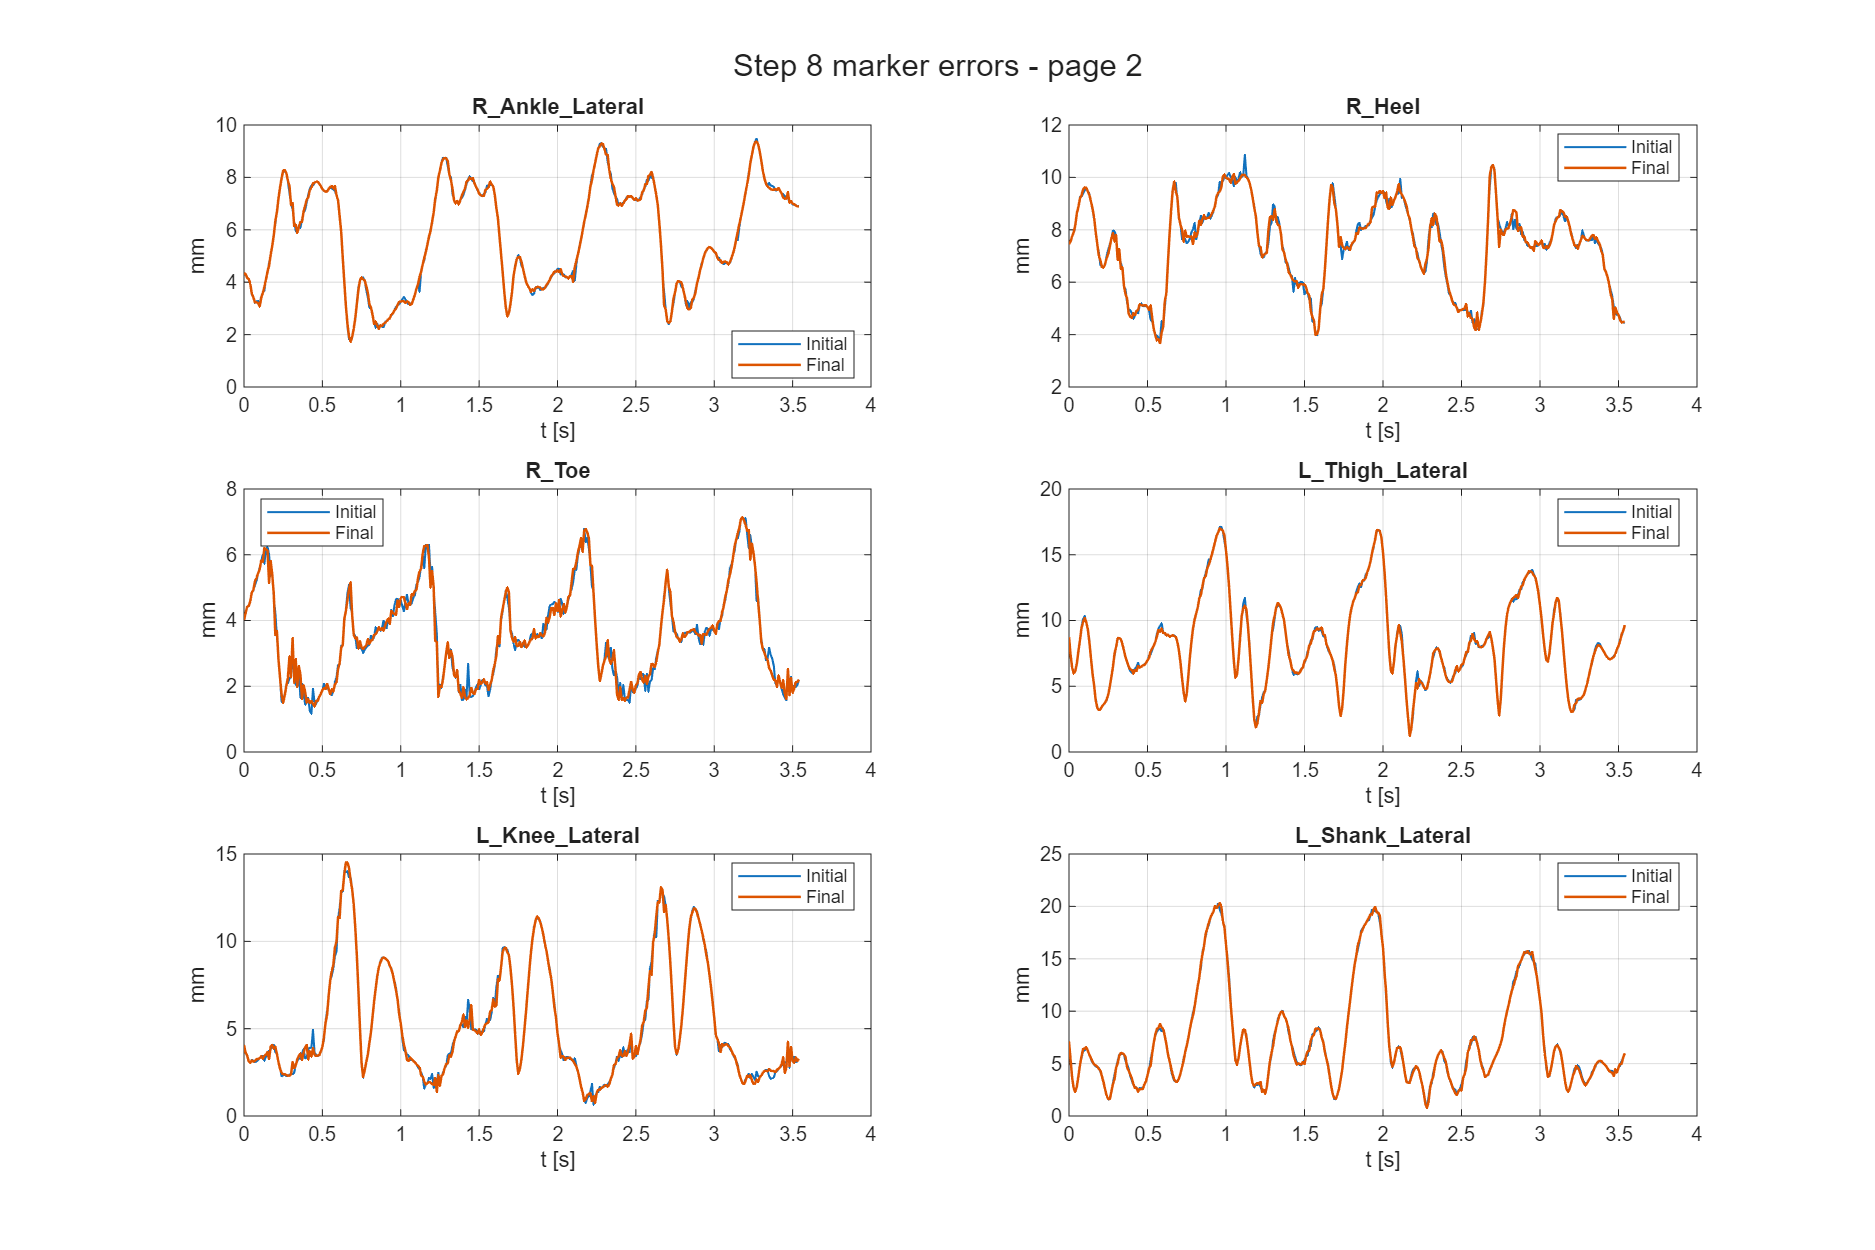 Step 8 marker errors - page 2
R_Ankle_Lateral
10
8
6
4
2
0
mm
0 0.5 1 1.5 2 2.5 3 3.5 4
t [s]
Initial
Final
R_Heel
12
10
8
6
4
2
mm
0 0.5 1 1.5 2 2.5 3 3.5 4
t [s]
Initial
Final
R_Toe
8
6
4
2
0
mm
0 0.5 1 1.5 2 2.5 3 3.5 4
t [s]
Initial
Final
L_Thigh_Lateral
20
15
10
5
0
mm
0 0.5 1 1.5 2 2.5 3 3.5 4
t [s]
Initial
Final
L_Knee_Lateral
15
10
5
0
mm
0 0.5 1 1.5 2 2.5 3 3.5 4
t [s]
Initial
Final
L_Shank_Lateral
25
20
15
10
5
0
mm
0 0.5 1 1.5 2 2.5 3 3.5 4
t [s]
Initial
Final